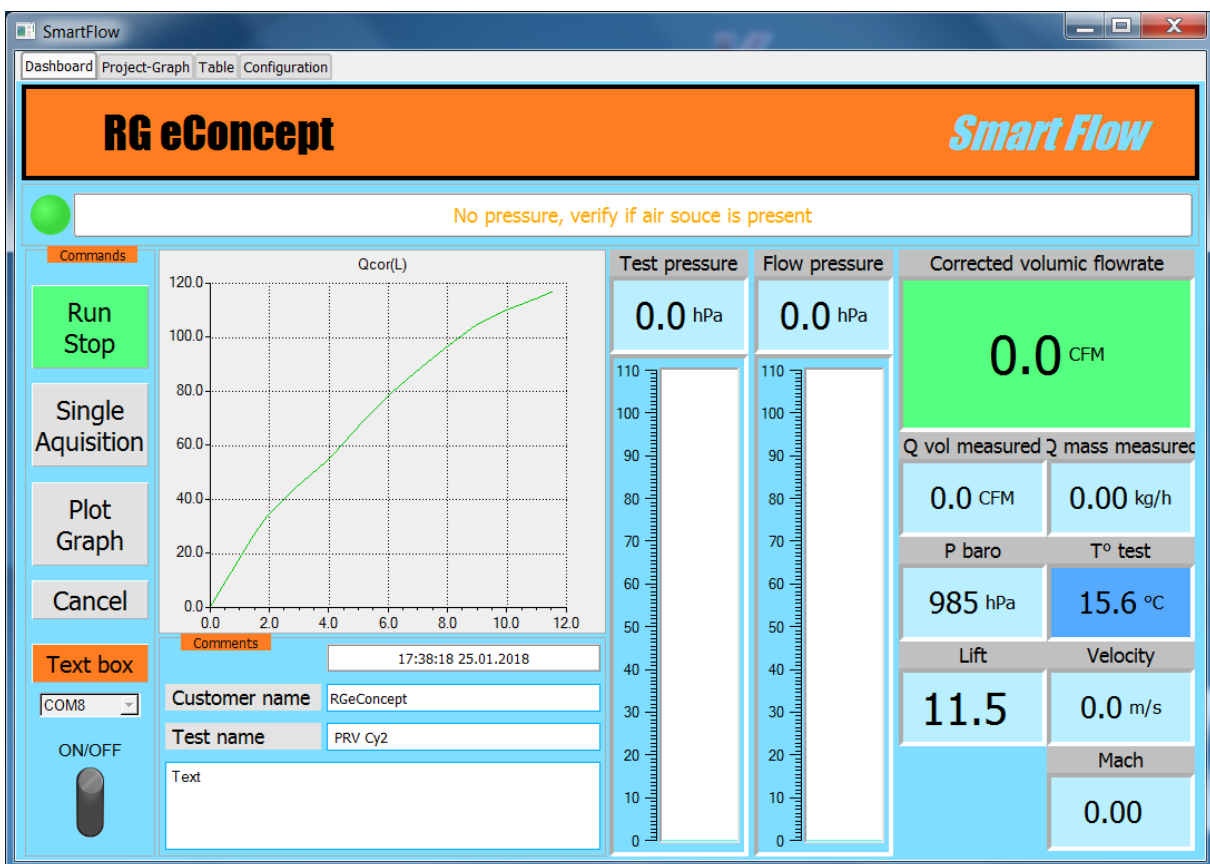 SmartFlow
Dashboard Project-Graph Table Configuration
RG eConcept
Smart Flow
No pressure, verify if air souce is present
Commands
Run
Stop
Single
Aquisition
Plot
Graph
Cancel
Text box
COM8
ON/OFF
Qcor(L)
120.0
100.0
80.0
60.0
40.0
20.0
0.0
0.0 2.0 4.0 6.0 8.0 10.0 12.0
Comments
17:38:18 25.01.2018
Customer name RGeConcept
Test name PRV Cy2
Text
Test pressure
0.0 hPa
110
100
90
80
70
60
50
40
30
20
10
0
Flow pressure
0.0 hPa
110
100
90
80
70
60
50
40
30
20
10
0
Corrected volumic flowrate
0.0 CFM
Q vol measured Q mass measured
0.0 CFM 0.00 kg/h
P baro T° test
985 hPa 15.6 °C
Lift Velocity
11.5 0.0 m/s
Mach
0.00